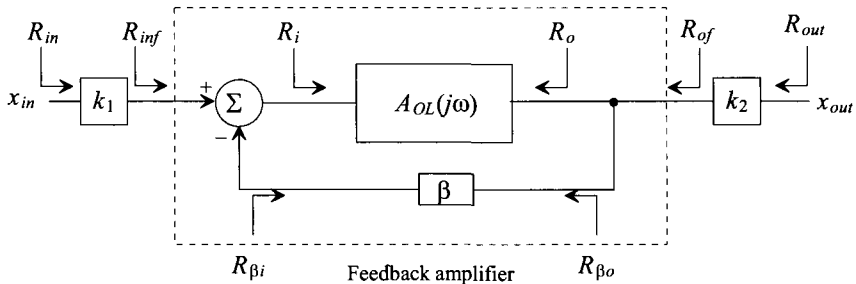 R_in R_inf R_i R_o R_of R_out
x_in k_1 + Σ A_OL(jω) k_2 x_out
−
β
R_βi R_βo
Feedback amplifier